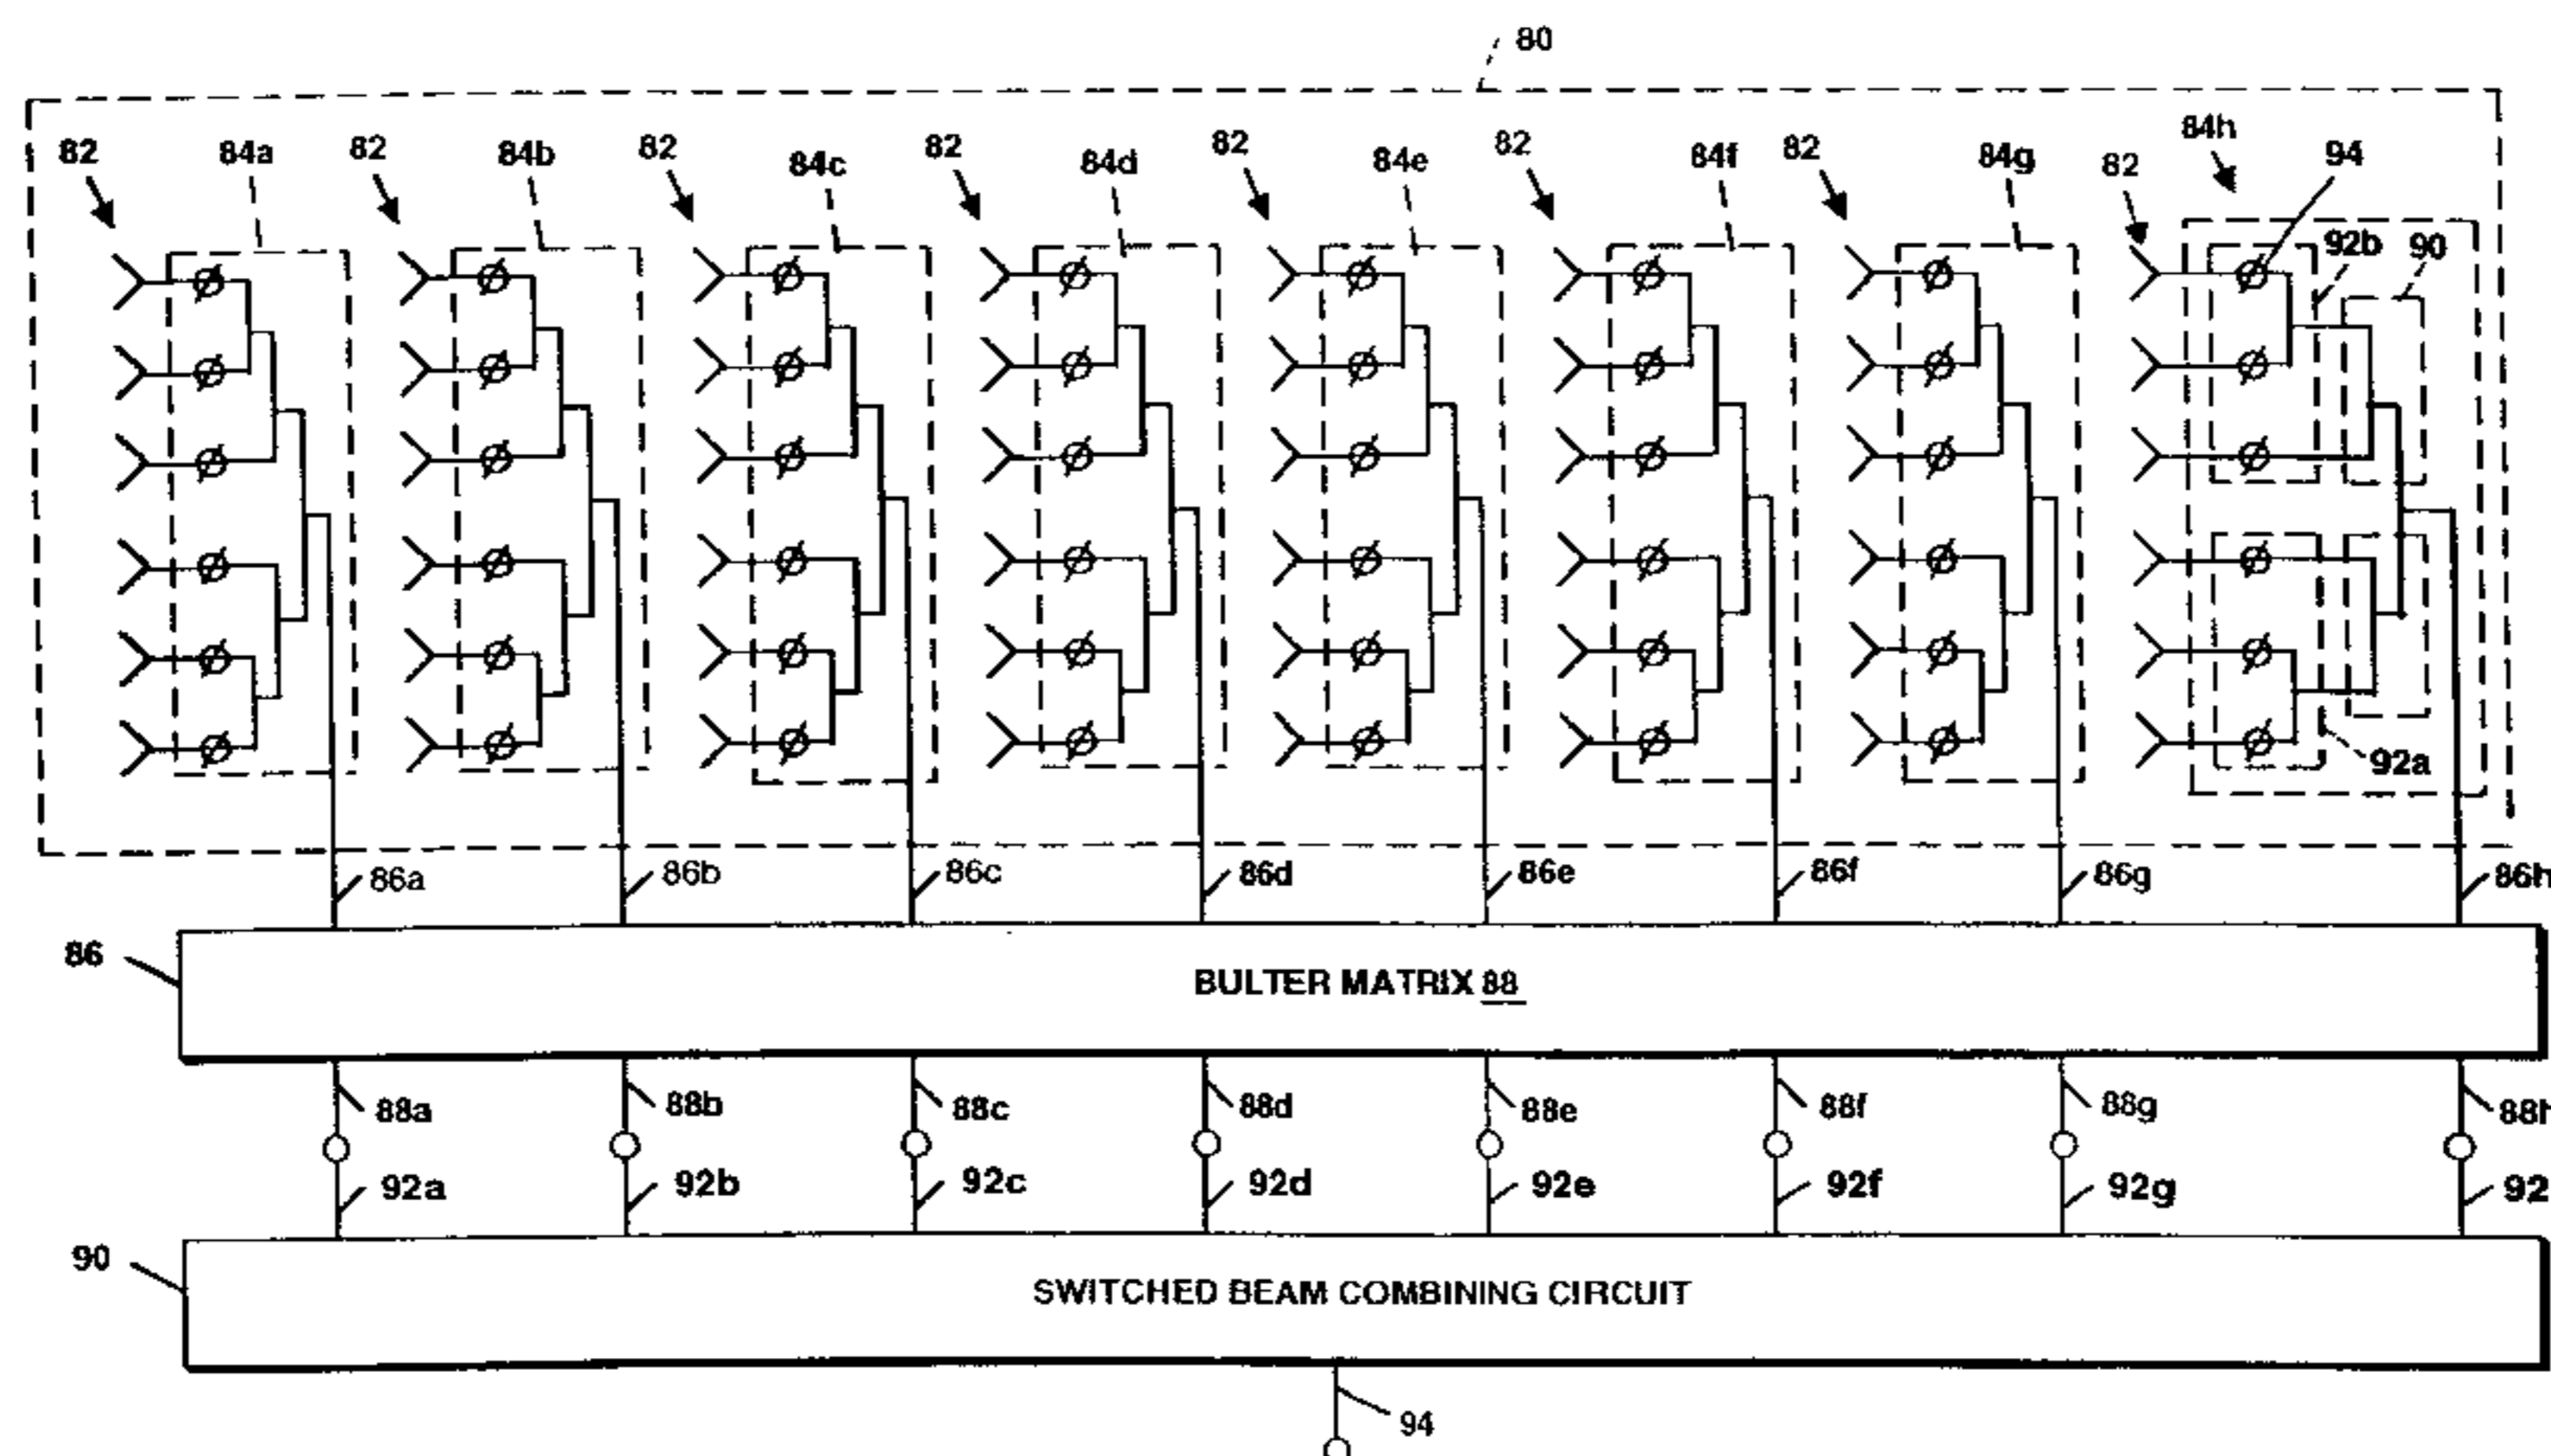 80
82 84a 82 84b 82 84c 82 84d 82 84e 82 84f 82 84g 82 84h 94
92b 90
92a
86a 86b 86c 86d 86e 86f 86g 86h
86
BULTER MATRIX 88
88a 88b 88c 88d 88e 88f 88g 88h
92a 92b 92c 92d 92e 92f 92g 92
90
SWITCHED BEAM COMBINING CIRCUIT
94